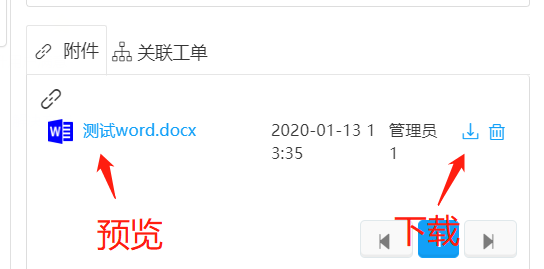 附件 关联工单
测试word.docx 2020-01-13 1 管理员
3:35 1
预览 下载